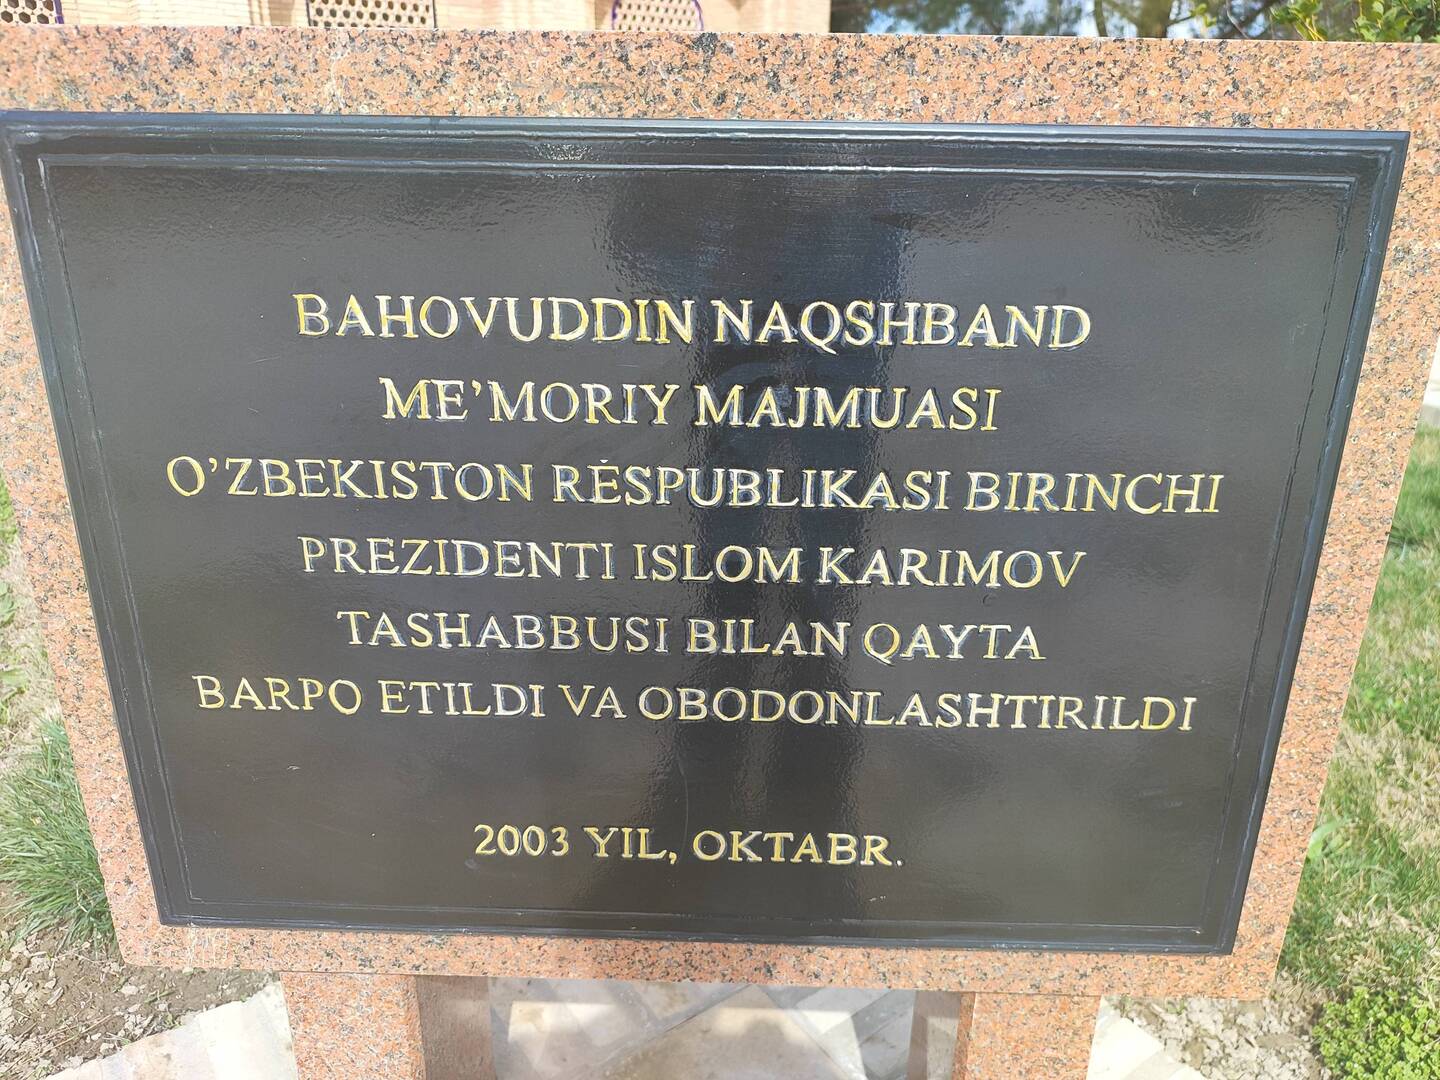 BAHOVUDDIN NAQSHBAND
ME'MORIY MAJMUASI
O'ZBEKISTON RESPUBLIKASI BIRINCHI
PREZIDENTI ISLOM KARIMOV
TASHABBUSI BILAN QAYTA
BARPO ETILDI VA OBODONLASHTIRILDI
2003 YIL, OKTABR.